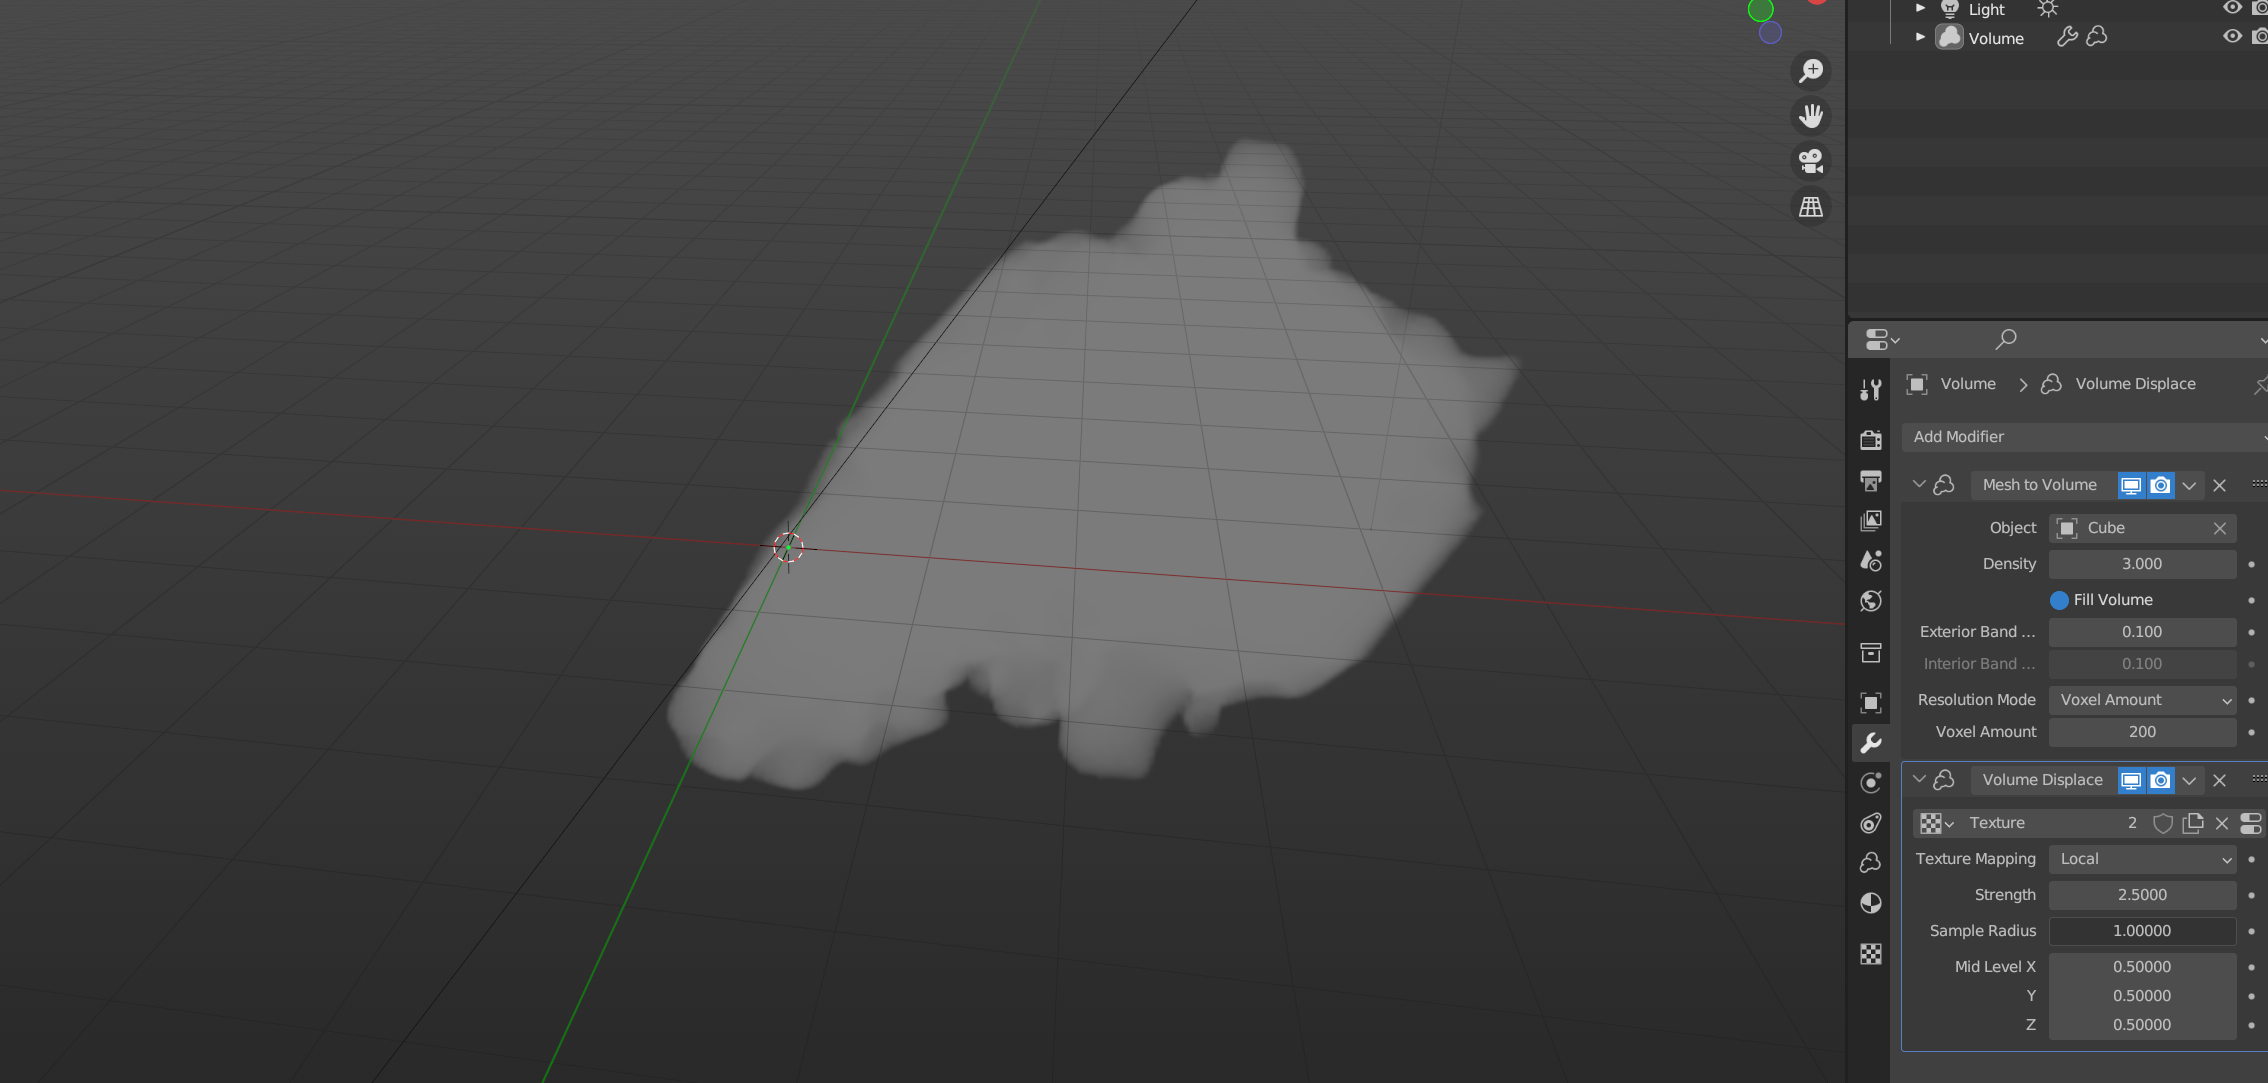 Light
Volume
Volume
Volume Displace
Add Modifier
Mesh to Volume
Object
Cube
Density
3.000
Fill Volume
Exterior Band ...
0.100
Interior Band ...
0.100
Resolution Mode
Voxel Amount
Voxel Amount
200
Volume Displace
Texture
2
Texture Mapping
Local
Strength
2.5000
Sample Radius
1.00000
Mid Level X
0.50000
Y
0.50000
Z
0.50000